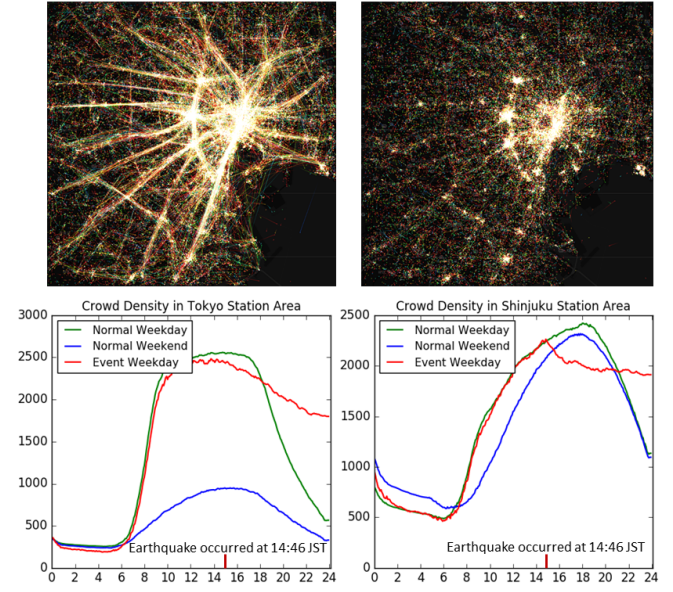 Crowd Density in Tokyo Station Area
3000
2500
2000
1500
1000
500
0
Normal Weekday
Normal Weekend
Event Weekday
Earthquake occurred at 14:46 JST
0 2 4 6 8 10 12 14 16 18 20 22 24
Crowd Density in Shinjuku Station Area
2500
2000
1500
1000
500
0
Normal Weekday
Normal Weekend
Event Weekday
Earthquake occurred at 14:46 JST
0 2 4 6 8 10 12 14 16 18 20 22 24